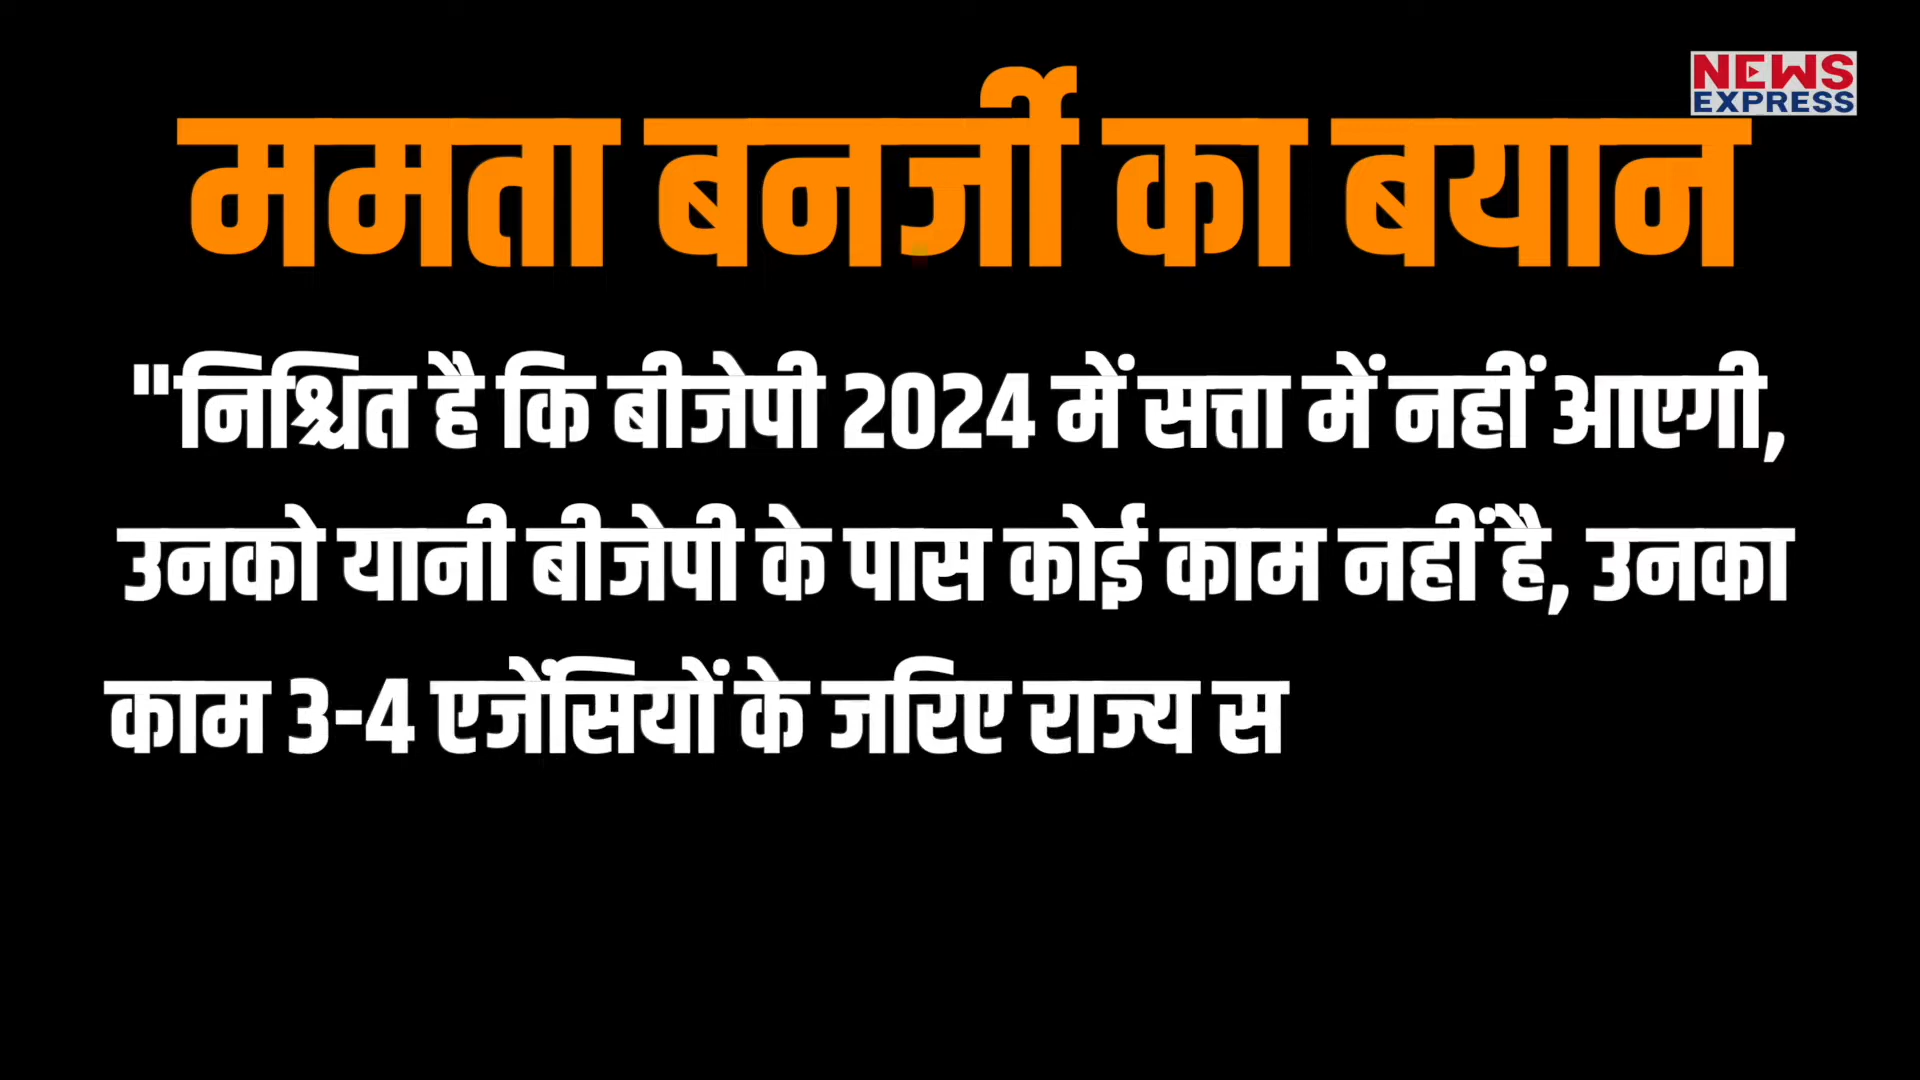 NEWS
EXPRESS
ममता बनर्जी का बयान
"निश्चित है कि बीजेपी 2024 में सत्ता में नहीं आएगी,
उनको यानी बीजेपी के पास कोई काम नहीं है, उनका
काम 3-4 एजेंसियों के जरिए राज्य स